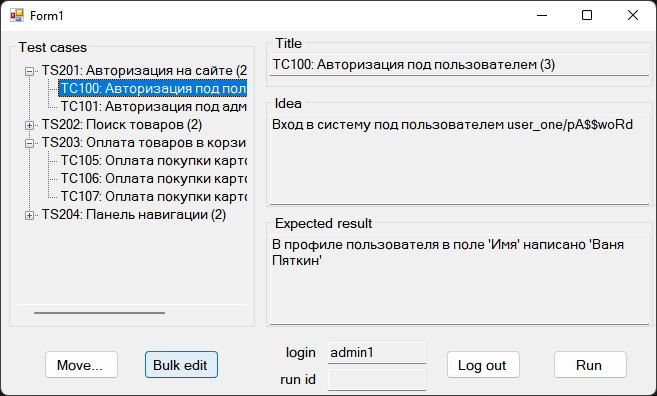 Form1
Test cases
TS201: Авторизация на сайте (2
TC100: Авторизация под пол
TC101: Авторизация под адм
TS202: Поиск товаров (2)
TS203: Оплата товаров в корзи
TC105: Оплата покупки карто
TC106: Оплата покупки карто
TC107: Оплата покупки карто
TS204: Панель навигации (2)
Title
TC100: Авторизация под пользователем (3)
Idea
Вход в систему под пользователем user_one/pA$$woRd
Expected result
В профиле пользователя в поле 'Имя' написано 'Ваня
Пяткин'
Move...
Bulk edit
login
admin1
run id
Log out
Run